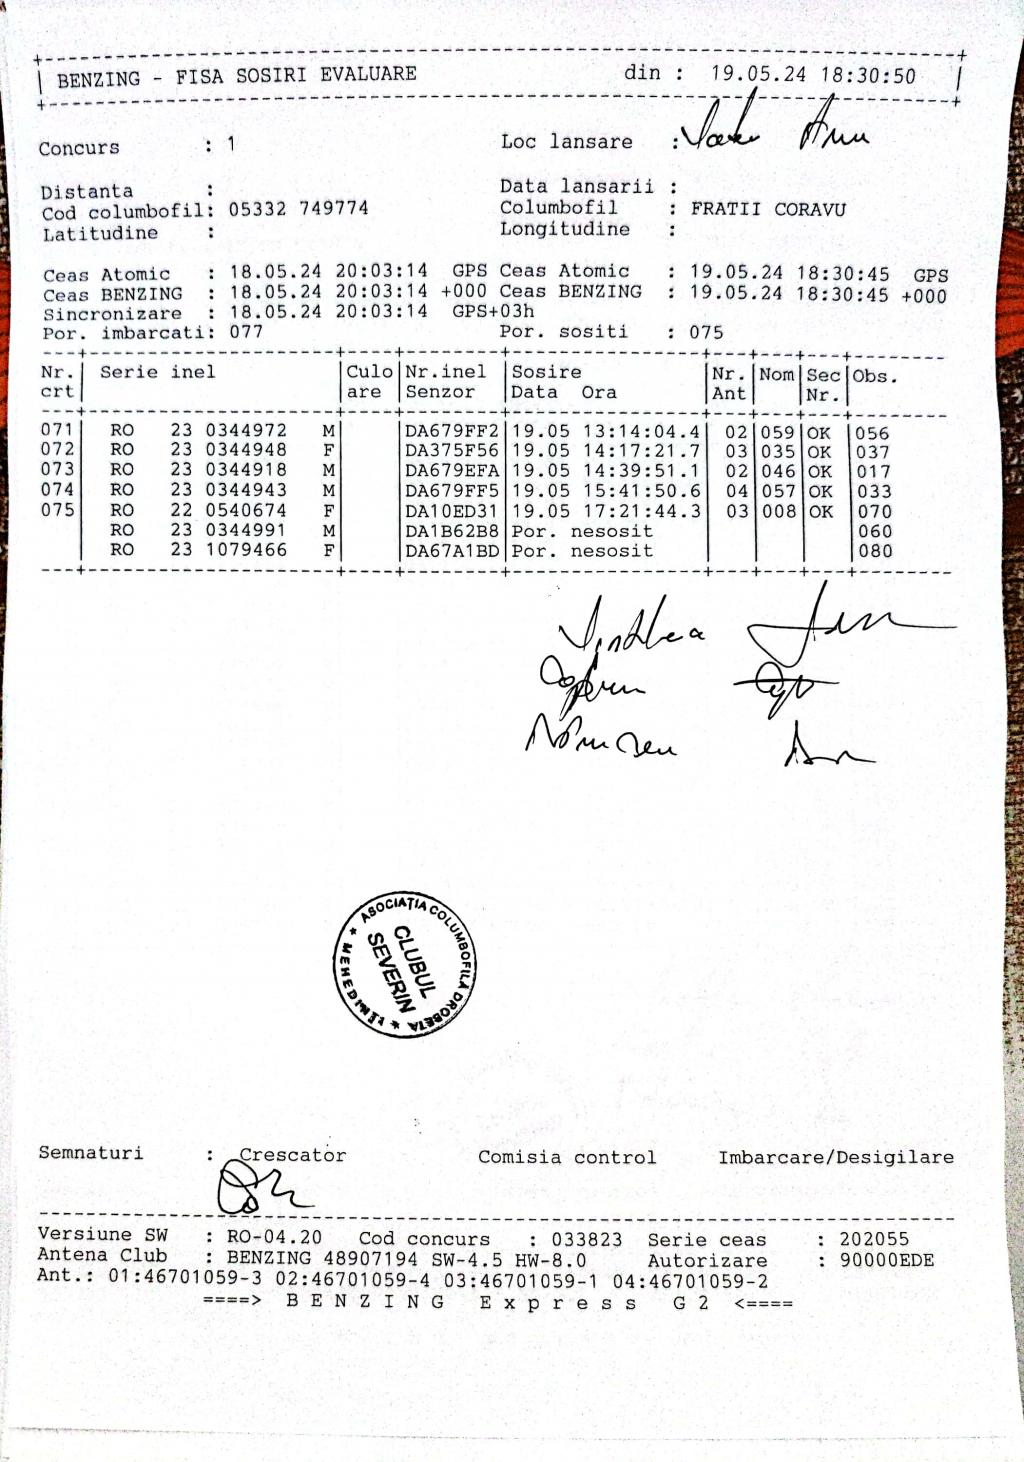 BENZING - FISA SOSIRI EVALUARE din : 19.05.24 18:30:50
Concurs : 1 Loc lansare :
Distanta : Data lansarii :
Cod columbofil: 05332 749774 Columbofil : FRATII CORAVU
Latitudine : Longitudine :
Ceas Atomic : 18.05.24 20:03:14 GPS Ceas Atomic : 19.05.24 18:30:45 GPS
Ceas BENZING : 18.05.24 20:03:14 +000 Ceas BENZING : 19.05.24 18:30:45 +000
Sincronizare : 18.05.24 20:03:14 GPS+03h
Por. imbarcati: 077 Por. sositi : 075
Nr. Serie inel Culo Nr.inel Sosire Nr. Nom Sec Obs.
crt are Senzor Data Ora Ant Nr.
071 RO 23 0344972 M DA679FF2 19.05 13:14:04.4 02 059 OK 056
072 RO 23 0344948 F DA375F56 19.05 14:17:21.7 03 035 OK 037
073 RO 23 0344918 M DA679EFA 19.05 14:39:51.1 02 046 OK 017
074 RO 23 0344943 M DA679FF5 19.05 15:41:50.6 04 057 OK 033
075 RO 22 0540674 F DA10ED31 19.05 17:21:44.3 03 008 OK 070
RO 23 0344991 M DA1B62B8 Por. nesosit 060
RO 23 1079466 F DA67A1BD Por. nesosit 080
ASOCIAȚIA COLUMBOFILĂ DROBETA
MEHEDINȚI
CLUBUL
SEVERIN
Semnaturi : Crescator Comisia control Imbarcare/Desigilare
Versiune SW : RO-04.20 Cod concurs : 033823 Serie ceas : 202055
Antena Club : BENZING 48907194 SW-4.5 HW-8.0 Autorizare : 90000EDE
Ant.: 01:46701059-3 02:46701059-4 03:46701059-1 04:46701059-2
====> B E N Z I N G E x p r e s s G 2 <====